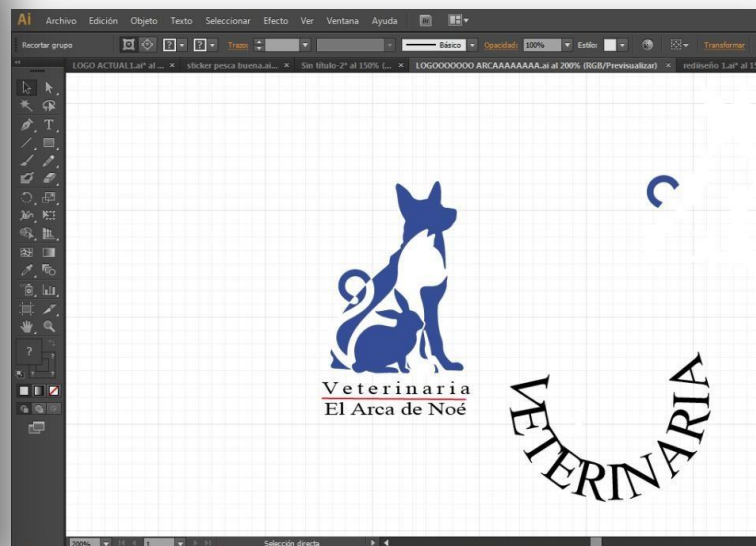 Ai Archivo Edición Objeto Texto Seleccionar Efecto Ver Ventana Ayuda Br
Recortar grupo ? ? Trazo: Básico Opacidad: 100% Estilo: Transformar
LOGO ACTUAL1.ai* al ... × sticker pesca buena.ai... × Sin título-2* al 150% (... × LOGOOOOOOO ARCAAAAAAAA.ai al 200% (RGB/Previsualizar) × rediseño 1.ai* al 15
?
Veterinaria
El Arca de Noé
VETERINARIA
200% 1 Selección directa